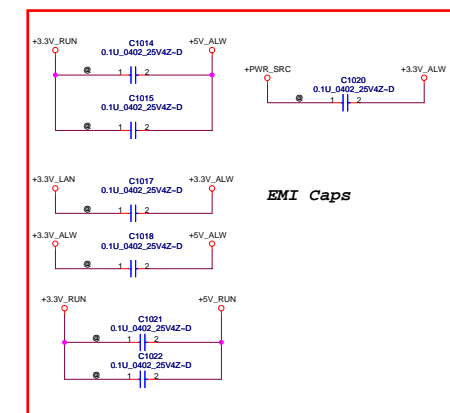 +3.3V_RUN C1014 +5V_ALW
0.1U_0402_25V4Z~D
@ 1 2
C1015
0.1U_0402_25V4Z~D
@ 1 2
+PWR_SRC C1020 +3.3V_ALW
0.1U_0402_25V4Z~D
@ 1 2
+3.3V_LAN C1017 +3.3V_ALW
0.1U_0402_25V4Z~D
@ 1 2
EMI Caps
+3.3V_ALW C1018 +5V_ALW
0.1U_0402_25V4Z~D
@ 1 2
+3.3V_RUN +5V_RUN
C1021
0.1U_0402_25V4Z~D
@ 1 2
C1022
0.1U_0402_25V4Z~D
@ 1 2